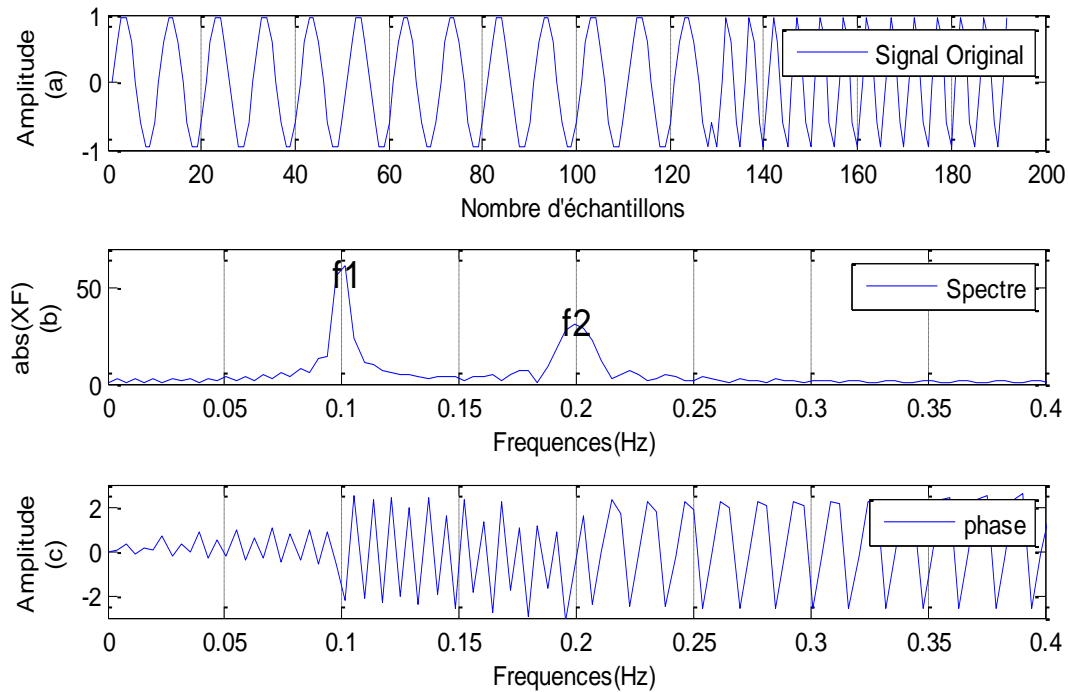 1
0
-1
Amplitude
(a)
Signal Original
0 20 40 60 80 100 120 140 160 180 200
Nombre d'échantillons
50
0
abs(XF)
(b)
f1
f2
Spectre
0 0.05 0.1 0.15 0.2 0.25 0.3 0.35 0.4
Frequences(Hz)
2
0
-2
Amplitude
(c)
phase
0 0.05 0.1 0.15 0.2 0.25 0.3 0.35 0.4
Frequences(Hz)